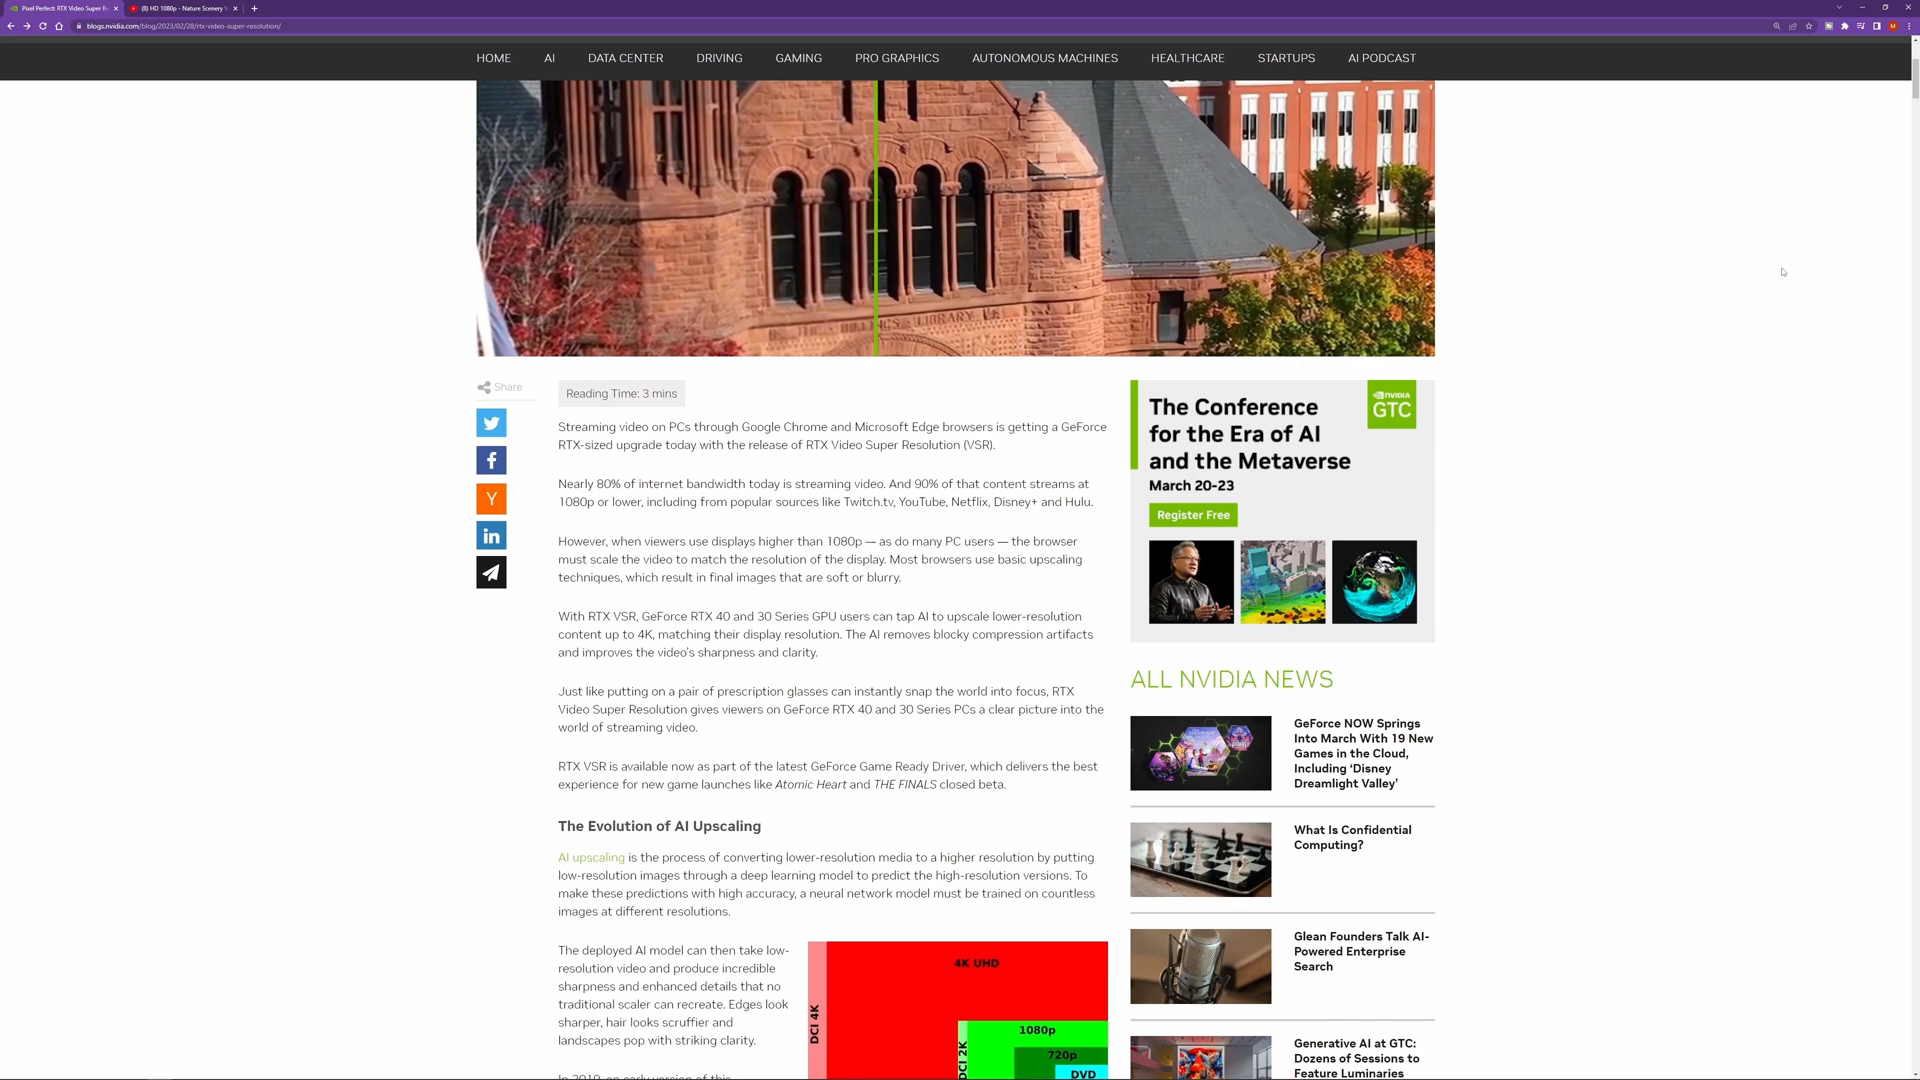 Pixel Perfect: RTX Video Super R
(8) HD 1080p - Nature Scenery V
blogs.nvidia.com/blog/2023/02/28/rtx-video-super-resolution/
M
HOME AI DATA CENTER DRIVING GAMING PRO GRAPHICS AUTONOMOUS MACHINES HEALTHCARE STARTUPS AI PODCAST
Share
Reading Time: 3 mins
Streaming video on PCs through Google Chrome and Microsoft Edge browsers is getting a GeForce
RTX-sized upgrade today with the release of RTX Video Super Resolution (VSR).
Nearly 80% of internet bandwidth today is streaming video. And 90% of that content streams at
1080p or lower, including from popular sources like Twitch.tv, YouTube, Netflix, Disney+ and Hulu.
However, when viewers use displays higher than 1080p — as do many PC users — the browser
must scale the video to match the resolution of the display. Most browsers use basic upscaling
techniques, which result in final images that are soft or blurry.
With RTX VSR, GeForce RTX 40 and 30 Series GPU users can tap AI to upscale lower-resolution
content up to 4K, matching their display resolution. The AI removes blocky compression artifacts
and improves the video's sharpness and clarity.
Just like putting on a pair of prescription glasses can instantly snap the world into focus, RTX
Video Super Resolution gives viewers on GeForce RTX 40 and 30 Series PCs a clear picture into the
world of streaming video.
RTX VSR is available now as part of the latest GeForce Game Ready Driver, which delivers the best
experience for new game launches like Atomic Heart and THE FINALS closed beta.
The Evolution of AI Upscaling
AI upscaling is the process of converting lower-resolution media to a higher resolution by putting
low-resolution images through a deep learning model to predict the high-resolution versions. To
make these predictions with high accuracy, a neural network model must be trained on countless
images at different resolutions.
The deployed AI model can then take low-
resolution video and produce incredible
sharpness and enhanced details that no
traditional scaler can recreate. Edges look
sharper, hair looks scruffier and
landscapes pop with striking clarity.
In 2019, an early version of this
4K UHD
DCI 4K
1080p
DCI 2K
720p
DVD
The Conference
for the Era of AI
and the Metaverse
March 20-23
Register Free
NVIDIA
GTC
ALL NVIDIA NEWS
GeForce NOW Springs
Into March With 19 New
Games in the Cloud,
Including ‘Disney
Dreamlight Valley’
What Is Confidential
Computing?
Glean Founders Talk AI-
Powered Enterprise
Search
Generative AI at GTC:
Dozens of Sessions to
Feature Luminaries